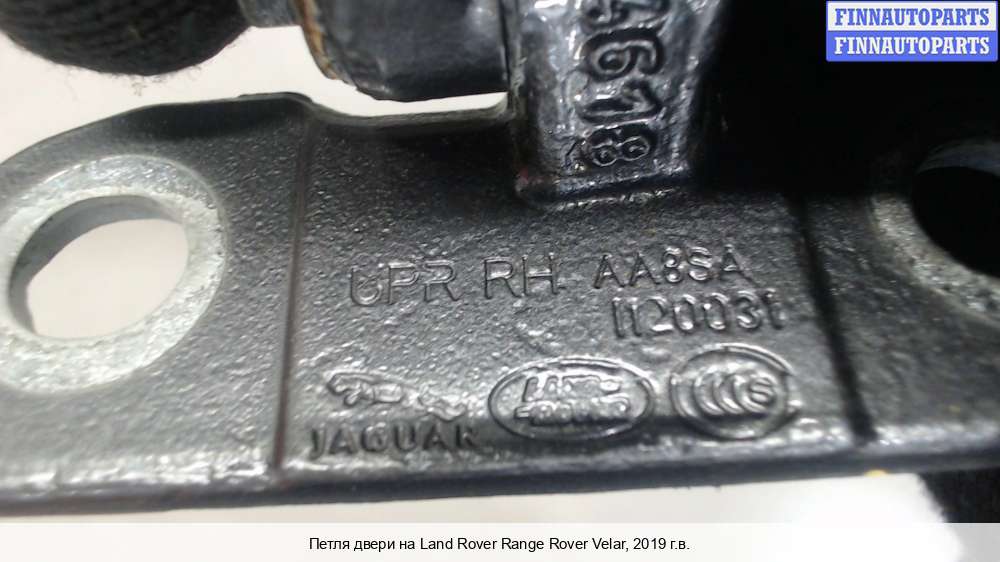 FINNAUTOPARTS
FINNAUTOPARTS
UPR RH AA8SA
1120031
JAGUAR
Петля двери на Land Rover Range Rover Velar, 2019 г.в.